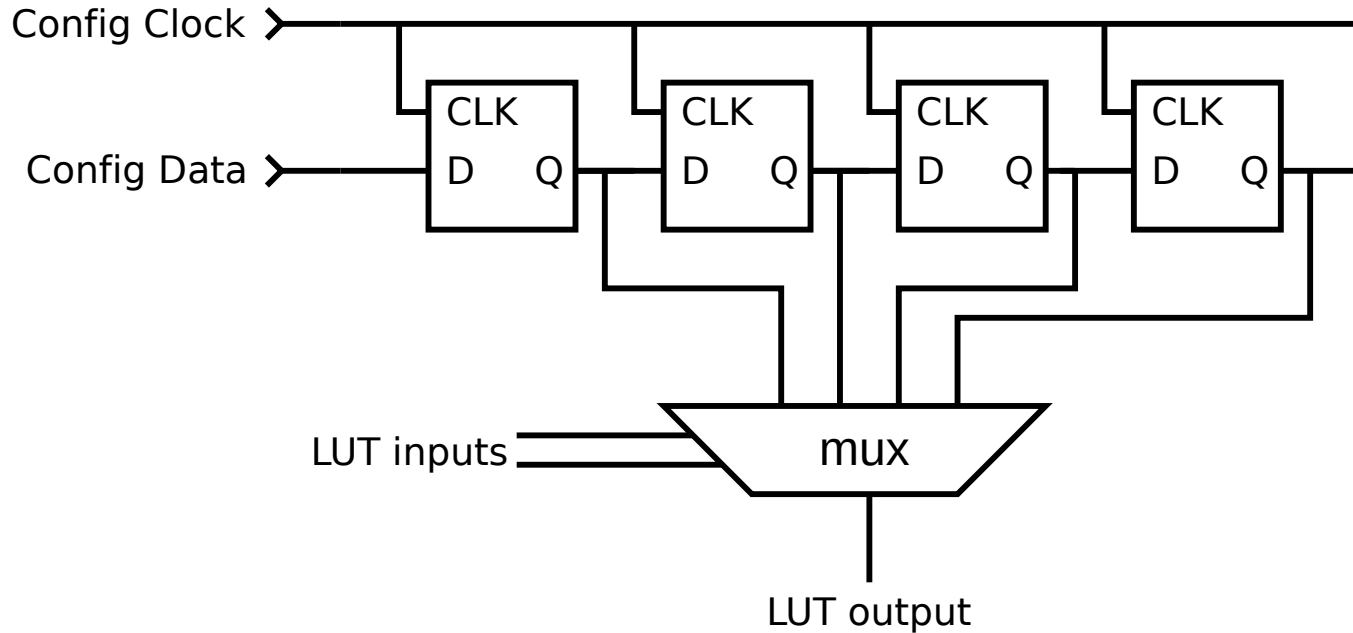 Config Clock
CLK CLK CLK CLK
Config Data
D Q D Q D Q D Q
LUT inputs
mux
LUT output